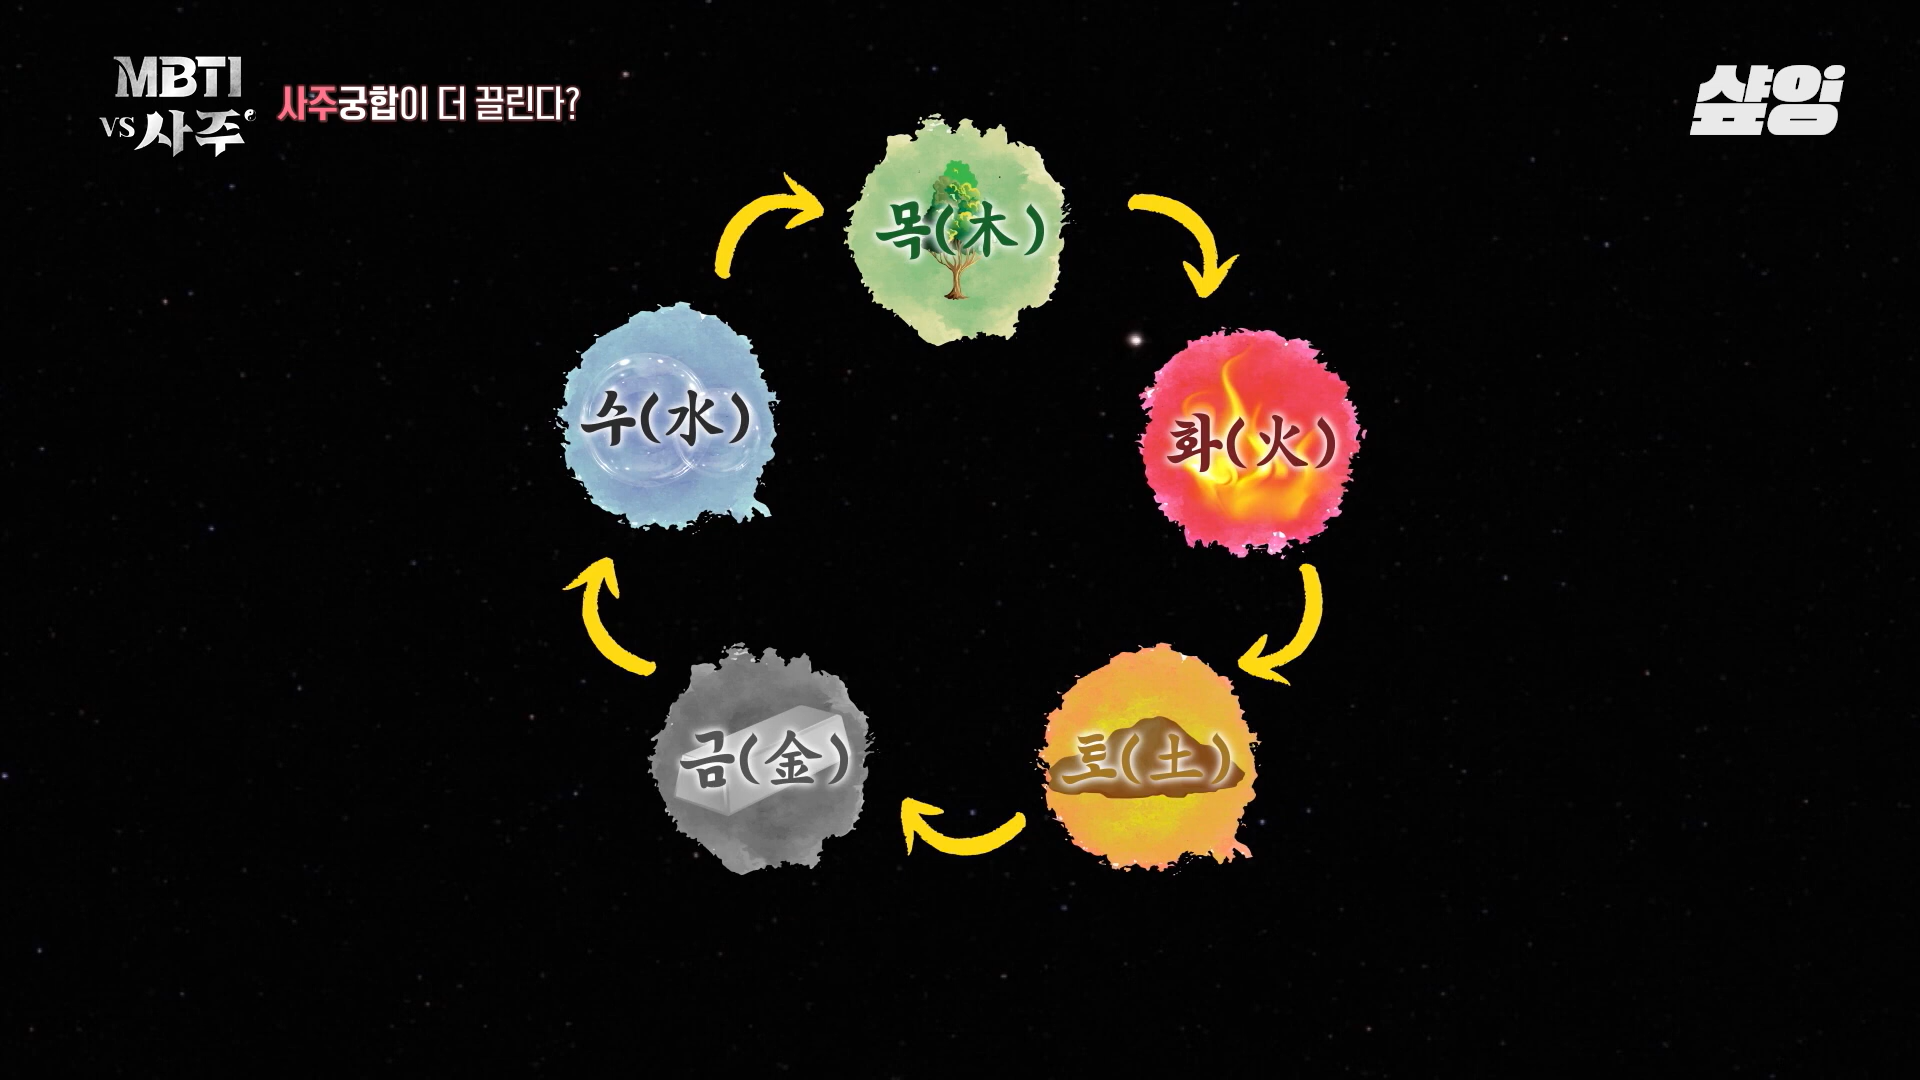 MBTI
VS 사주
사주궁합이 더 끌린다?
샾잉
목(木)
수(水)
화(火)
금(金)
토(土)